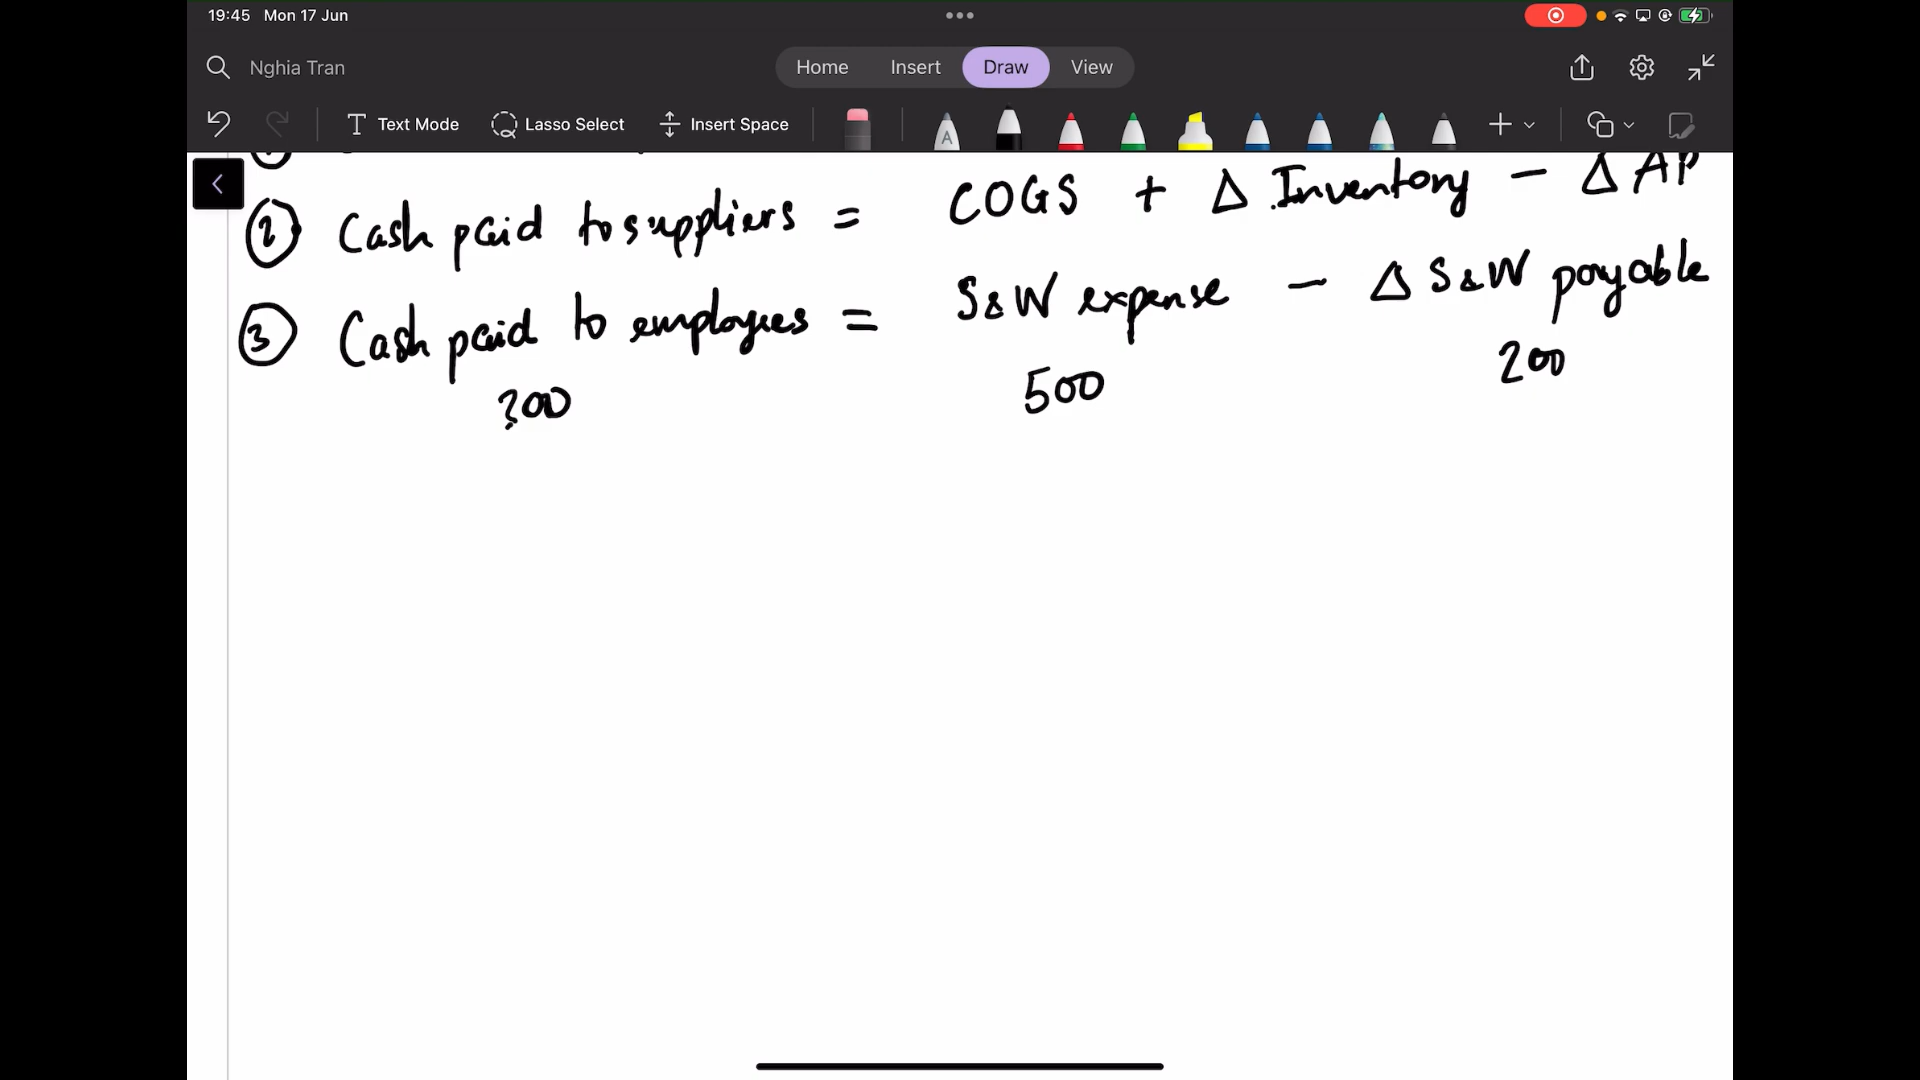 19:45 Mon 17 Jun
Nghia Tran Home Insert Draw View
T Text Mode Lasso Select Insert Space A
② Cash paid to suppliers = COGS + Δ Inventory - Δ AP
③ Cash paid to employees = S&W expense - Δ S&W payable
300 500 200